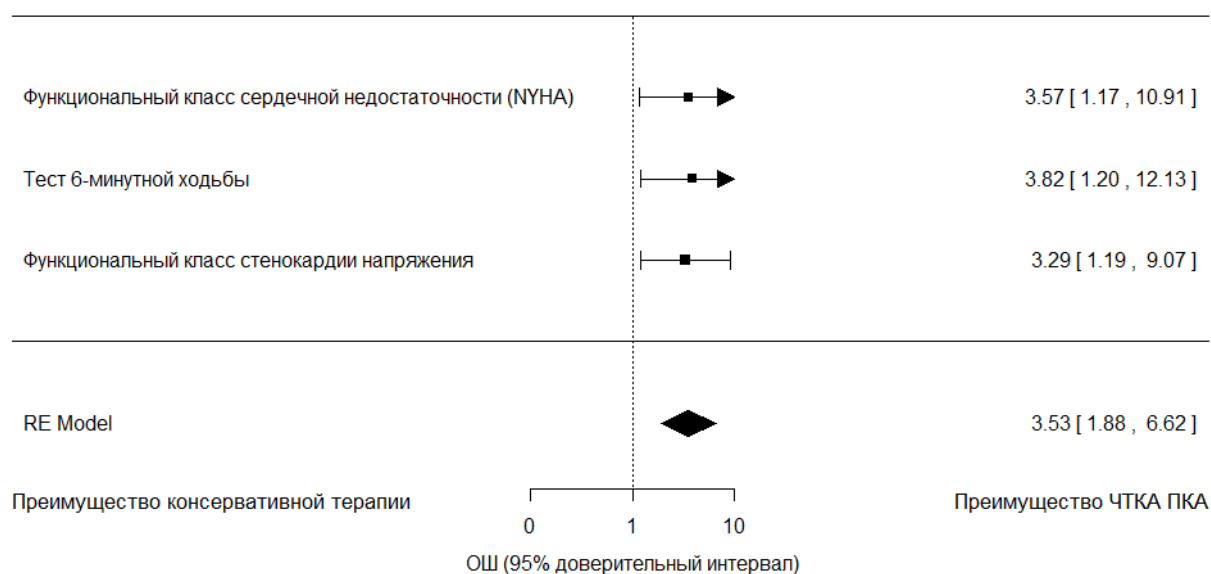 Функциональный класс сердечной недостаточности (NYHA) 3.57 [ 1.17 , 10.91 ]
Тест 6-минутной ходьбы 3.82 [ 1.20 , 12.13 ]
Функциональный класс стенокардии напряжения 3.29 [ 1.19 , 9.07 ]
RE Model 3.53 [ 1.88 , 6.62 ]
Преимущество консервативной терапии Преимущество ЧТКА ПКА
0 1 10
ОШ (95% доверительный интервал)